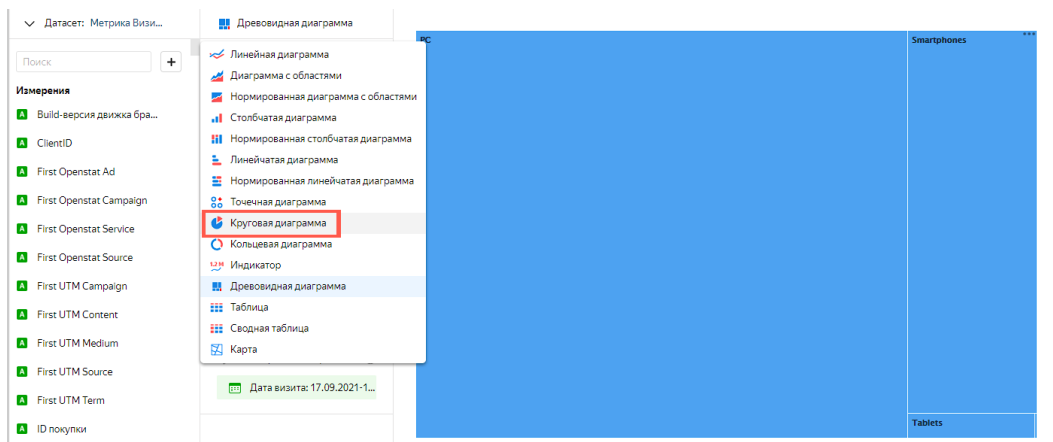 Датасет: Метрика Визи...
Поиск
+
Измерения
Build-версия движка бра...
ClientID
First Openstat Ad
First Openstat Campaign
First Openstat Service
First Openstat Source
First UTM Campaign
First UTM Content
First UTM Medium
First UTM Source
First UTM Term
ID покупки
Древовидная диаграмма
Линейная диаграмма
Диаграмма с областями
Нормированная диаграмма с областями
Столбчатая диаграмма
Нормированная столбчатая диаграмма
Линейчатая диаграмма
Нормированная линейчатая диаграмма
Точечная диаграмма
Круговая диаграмма
Кольцевая диаграмма
Индикатор
Древовидная диаграмма
Таблица
Сводная таблица
Карта
Дата визита: 17.09.2021-1...
PC
Smartphones
Tablets